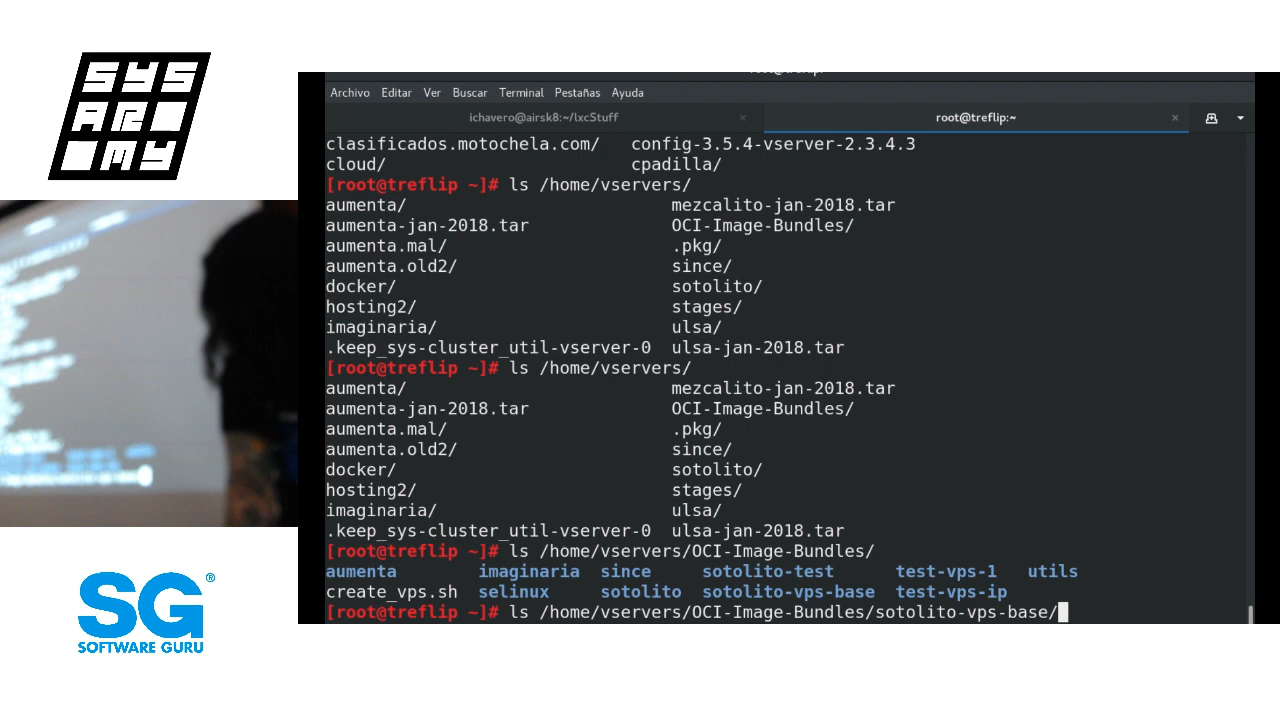 SYS
AR
MY
root@treflip:
Archivo Editar Ver Buscar Terminal Pestañas Ayuda
ichavero@airsk8:~/lxcStuff × root@treflip:~ ×
clasificados.motochela.com/ config-3.5.4-vserver-2.3.4.3
cloud/ cpadilla/
[root@treflip ~]# ls /home/vservers/
aumenta/ mezcalito-jan-2018.tar
aumenta-jan-2018.tar OCI-Image-Bundles/
aumenta.mal/ .pkg/
aumenta.old2/ since/
docker/ sotolito/
hosting2/ stages/
imaginaria/ ulsa/
.keep_sys-cluster_util-vserver-0 ulsa-jan-2018.tar
[root@treflip ~]# ls /home/vservers/
aumenta/ mezcalito-jan-2018.tar
aumenta-jan-2018.tar OCI-Image-Bundles/
aumenta.mal/ .pkg/
aumenta.old2/ since/
docker/ sotolito/
hosting2/ stages/
imaginaria/ ulsa/
.keep_sys-cluster_util-vserver-0 ulsa-jan-2018.tar
[root@treflip ~]# ls /home/vservers/OCI-Image-Bundles/
aumenta imaginaria since sotolito-test test-vps-1 utils
create_vps.sh selinux sotolito sotolito-vps-base test-vps-ip
[root@treflip ~]# ls /home/vservers/OCI-Image-Bundles/sotolito-vps-base/
SG®
SOFTWARE GURU